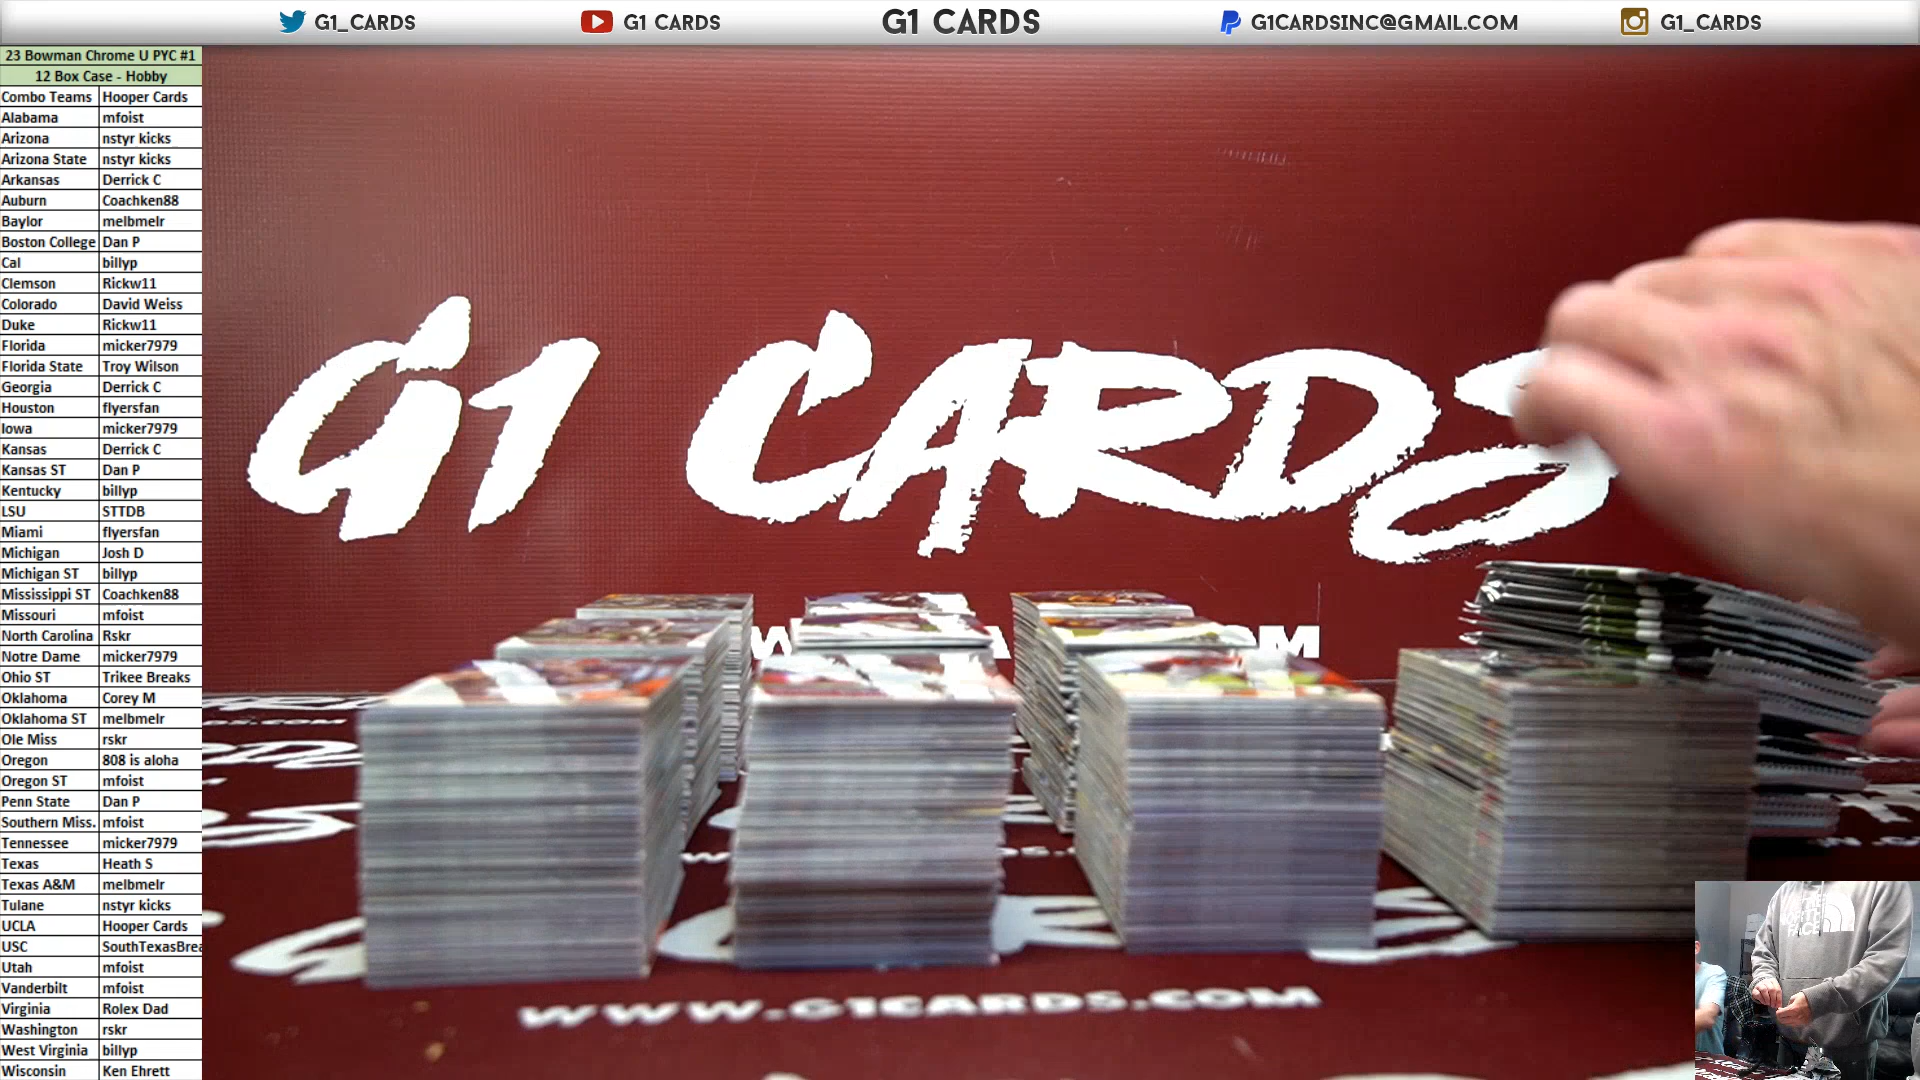 G1_CARDS G1 CARDS G1 CARDS G1CARDSINC@GMAIL.COM G1_CARDS
23 Bowman Chrome U PYC #1
12 Box Case - Hobby
Combo Teams Hooper Cards
Alabama mfoist
Arizona nstyr kicks
Arizona State nstyr kicks
Arkansas Derrick C
Auburn Coachken88
Baylor melbmelr
Boston College Dan P
Cal billyp
Clemson Rickw11
Colorado David Weiss
Duke Rickw11
Florida micker7979
Florida State Troy Wilson
Georgia Derrick C
Houston flyersfan
Iowa micker7979
Kansas Derrick C
Kansas ST Dan P
Kentucky billyp
LSU STTDB
Miami flyersfan
Michigan Josh D
Michigan ST billyp
Mississippi ST Coachken88
Missouri mfoist
North Carolina Rskr
Notre Dame micker7979
Ohio ST Trikee Breaks
Oklahoma Corey M
Oklahoma ST melbmelr
Ole Miss rskr
Oregon 808 is aloha
Oregon ST mfoist
Penn State Dan P
Southern Miss. mfoist
Tennessee micker7979
Texas Heath S
Texas A&M melbmelr
Tulane nstyr kicks
UCLA Hooper Cards
USC SouthTexasBrea
Utah mfoist
Vanderbilt mfoist
Virginia Rolex Dad
Washington rskr
West Virginia billyp
Wisconsin Ken Ehrett
G1 CARDS
WWW.G1CARDS.COM
THE NORTH FACE